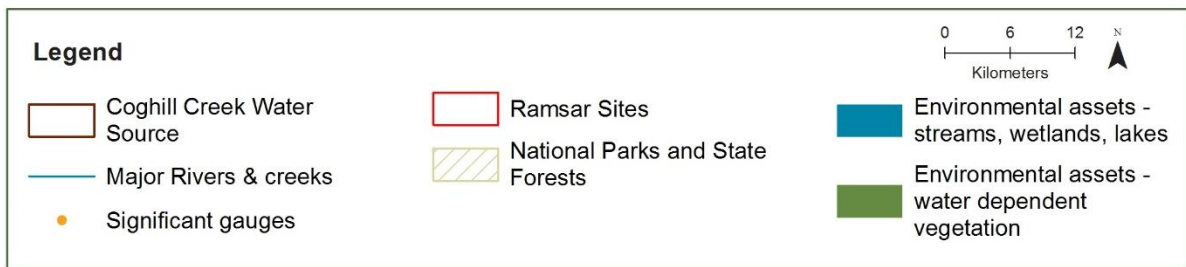 Legend
0 6 12
N
Kilometers
Coghill Creek Water
Source
Major Rivers & creeks
Significant gauges
Ramsar Sites
National Parks and State
Forests
Environmental assets -
streams, wetlands, lakes
Environmental assets -
water dependent
vegetation